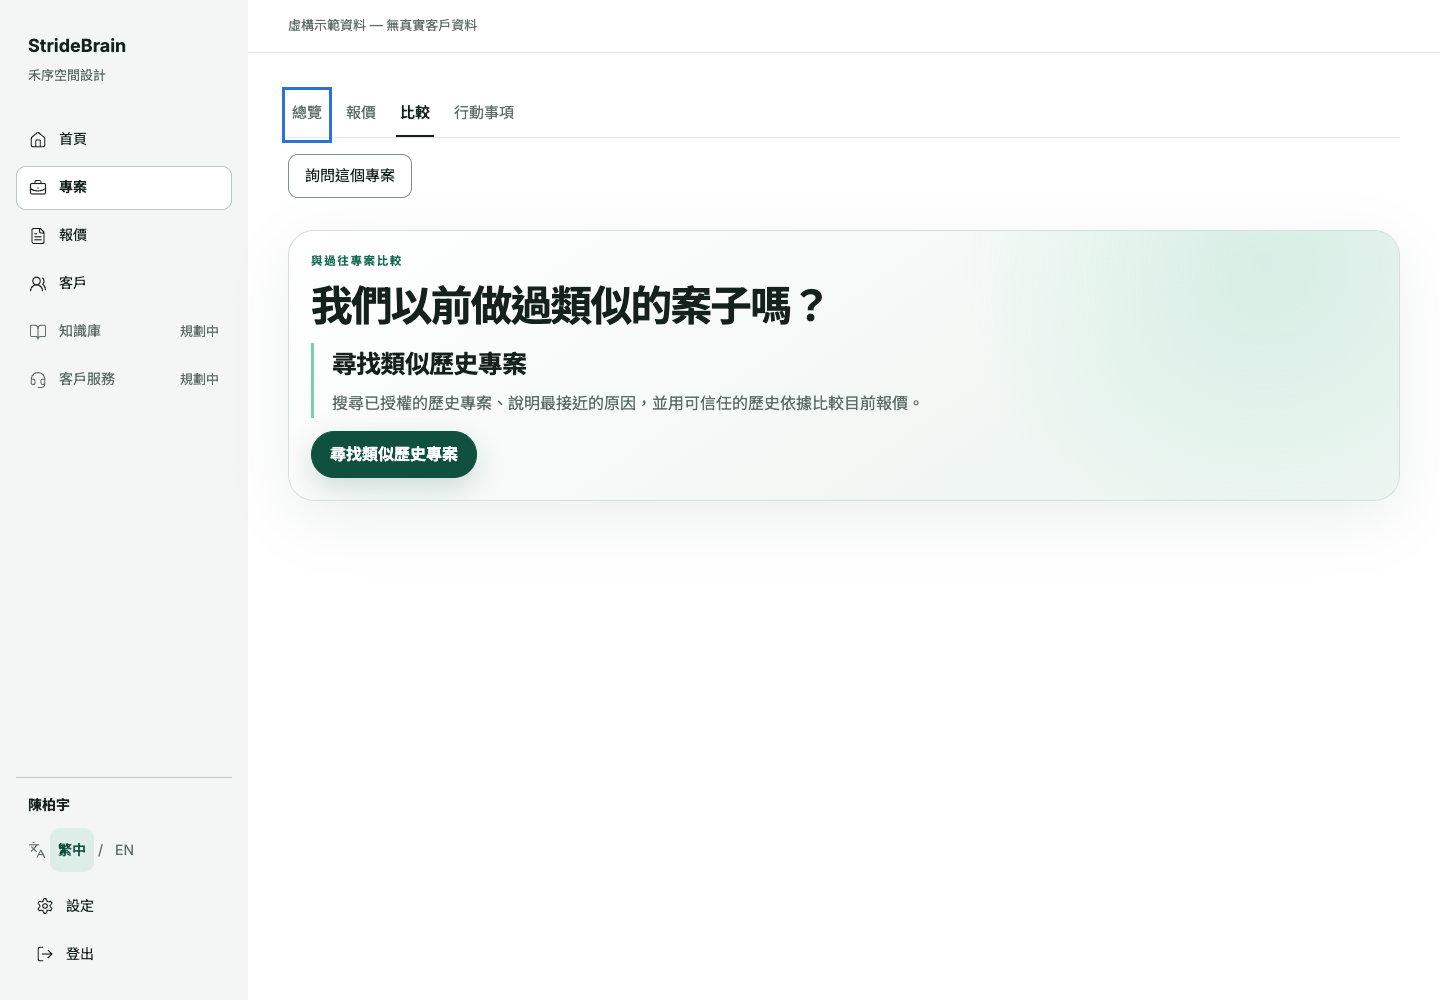 StrideBrain
禾序空間設計
首頁
專案
報價
客戶
知識庫 規劃中
客戶服務 規劃中
陳柏宇
繁中 / EN
設定
登出
虛構示範資料 — 無真實客戶資料
總覽 報價 比較 行動事項
詢問這個專案
與過往專案比較
我們以前做過類似的案子嗎？
尋找類似歷史專案
搜尋已授權的歷史專案、說明最接近的原因，並用可信任的歷史依據比較目前報價。
尋找類似歷史專案